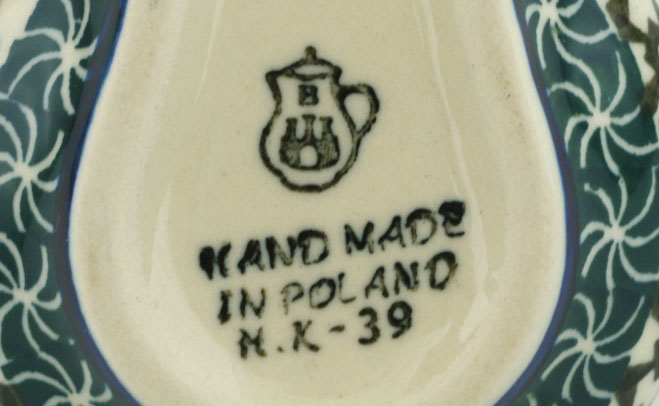 B
HAND MADE
IN POLAND
H.K-39